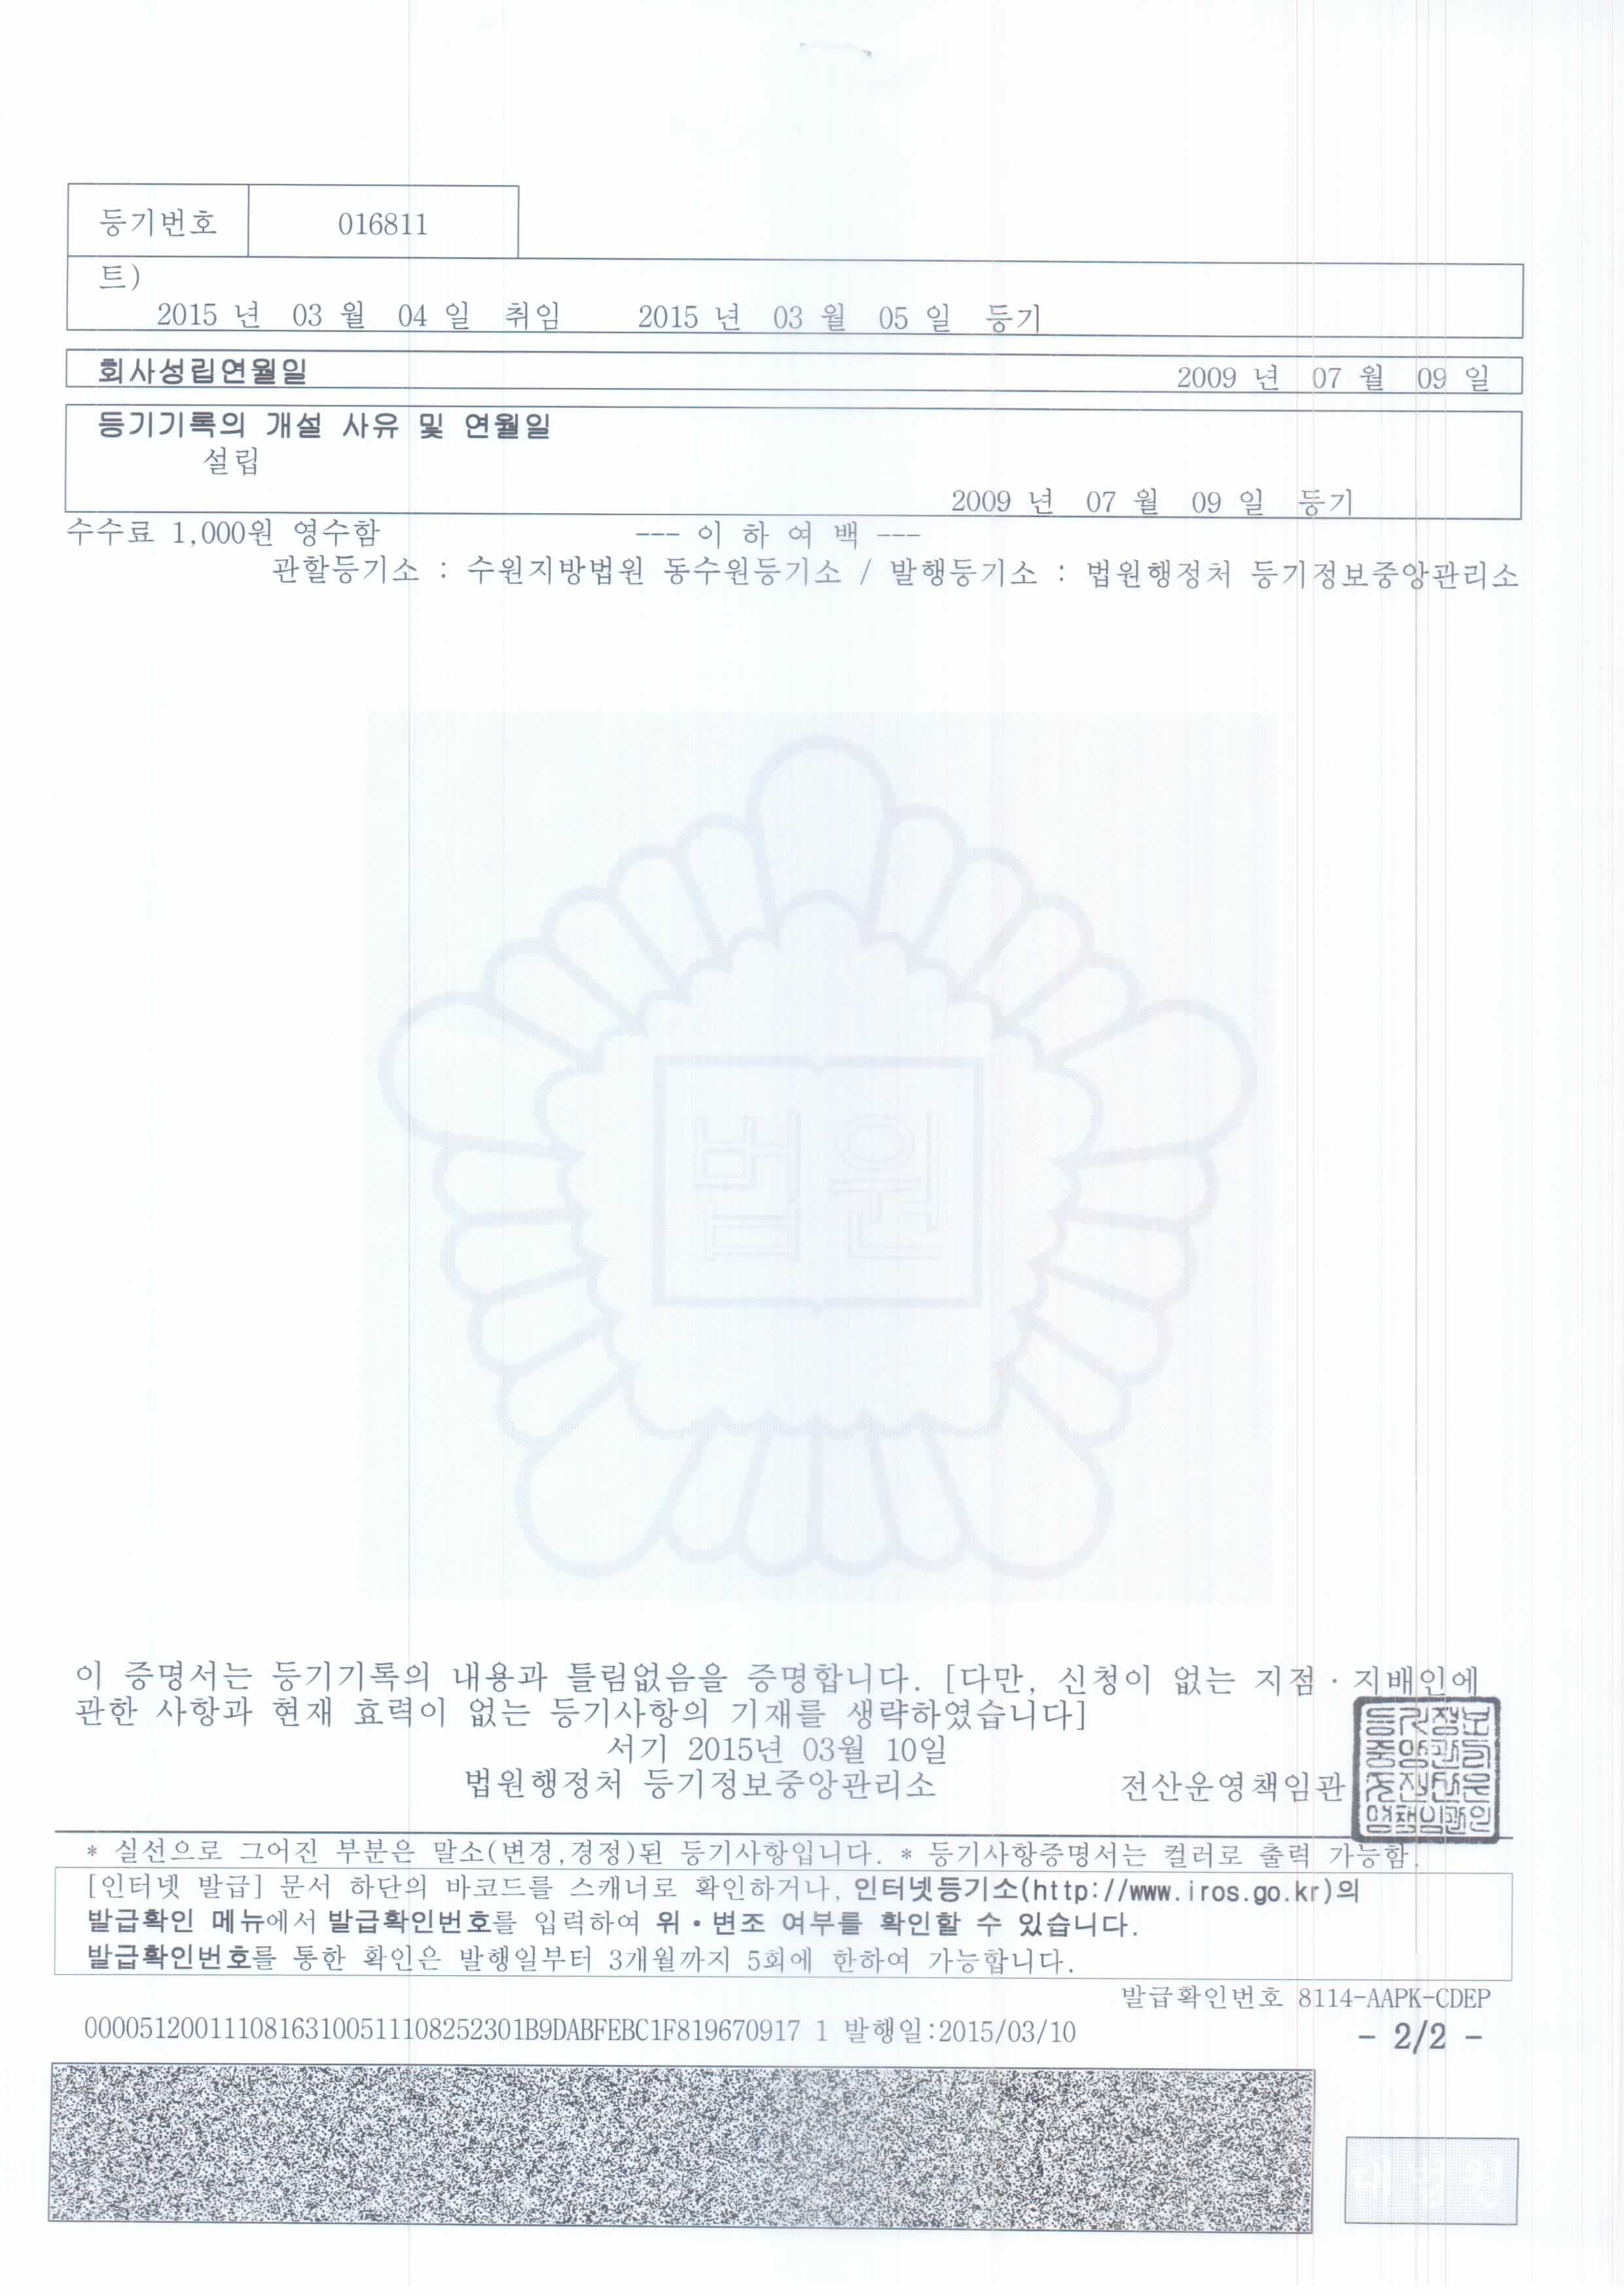 등기번호 016811
트)
2015 년 03 월 04 일 취임 2015 년 03 월 05 일 등기
회사성립연월일 2009 년 07 월 09 일
등기기록의 개설 사유 및 연월일
설립
2009 년 07 월 09 일 등기
수수료 1,000원 영수함 --- 이 하 여 백 ---
관할등기소 : 수원지방법원 동수원등기소 / 발행등기소 : 법원행정처 등기정보중앙관리소
법원
이 증명서는 등기기록의 내용과 틀림없음을 증명합니다. [다만, 신청이 없는 지점·지배인에
관한 사항과 현재 효력이 없는 등기사항의 기재를 생략하였습니다]
서기 2015년 03월 10일
법원행정처 등기정보중앙관리소 전산운영책임관
등기정보
중앙관리
소전산운
영책임관인
* 실선으로 그어진 부분은 말소(변경,경정)된 등기사항입니다. * 등기사항증명서는 컬러로 출력 가능함.
[인터넷 발급] 문서 하단의 바코드를 스캐너로 확인하거나, 인터넷등기소(http://www.iros.go.kr)의
발급확인 메뉴에서 발급확인번호를 입력하여 위·변조 여부를 확인할 수 있습니다.
발급확인번호를 통한 확인은 발행일부터 3개월까지 5회에 한하여 가능합니다.
발급확인번호 8114-AAPK-CDEP
00005120011108163100511108252301B9DABFEBC1F819670917 1 발행일:2015/03/10
- 2/2 -
대법원